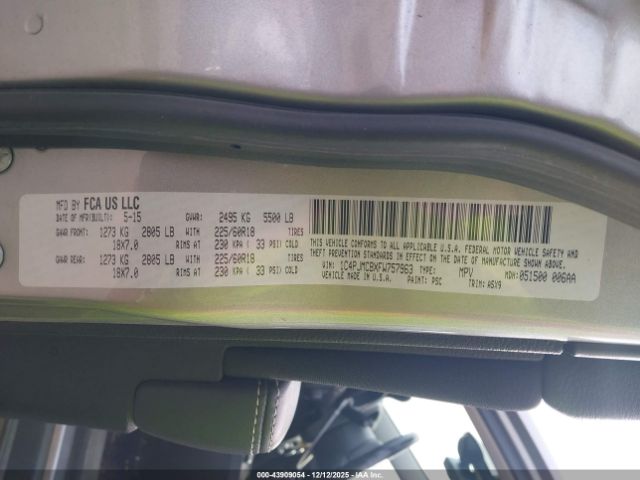 MFD BY FCA US LLC
DATE OF MFR(BUILT): 5-15 GVWR: 2495 KG 5500 LB
GAWR FRONT: 1273 KG 2805 LB WITH 225/60R18 TIRES
18X7.0 RIMS AT 230 KPA ( 33 PSI) COLD
GAWR REAR: 1273 KG 2805 LB WITH 225/60R18 TIRES
18X7.0 RIMS AT 230 KPA ( 33 PSI) COLD
THIS VEHICLE CONFORMS TO ALL APPLICABLE U.S.A. FEDERAL MOTOR VEHICLE SAFETY AND
THEFT PREVENTION STANDARDS IN EFFECT ON THE DATE OF MANUFACTURE SHOWN ABOVE.
VIN: 1C4PJMCBXFW757963 TYPE: MPV MDH: 051500 006AA
VEHICLE MADE IN U.S.A. PAINT: PSC TRIM: A5X9
000-43909054 - 12/12/2025 - IAAI.COM